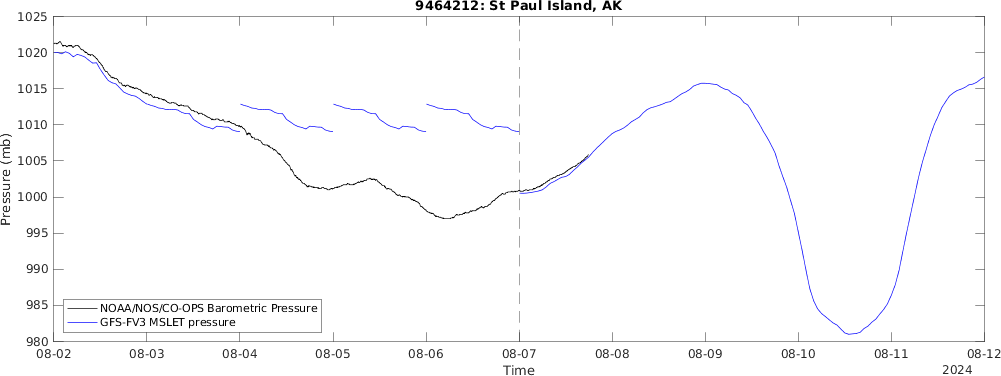 9464212: St Paul Island, AK
Pressure (mb)
1025
1020
1015
1010
1005
1000
995
990
985
980
NOAA/NOS/CO-OPS Barometric Pressure
GFS-FV3 MSLET pressure
08-02 08-03 08-04 08-05 08-06 08-07 08-08 08-09 08-10 08-11 08-12
Time
2024